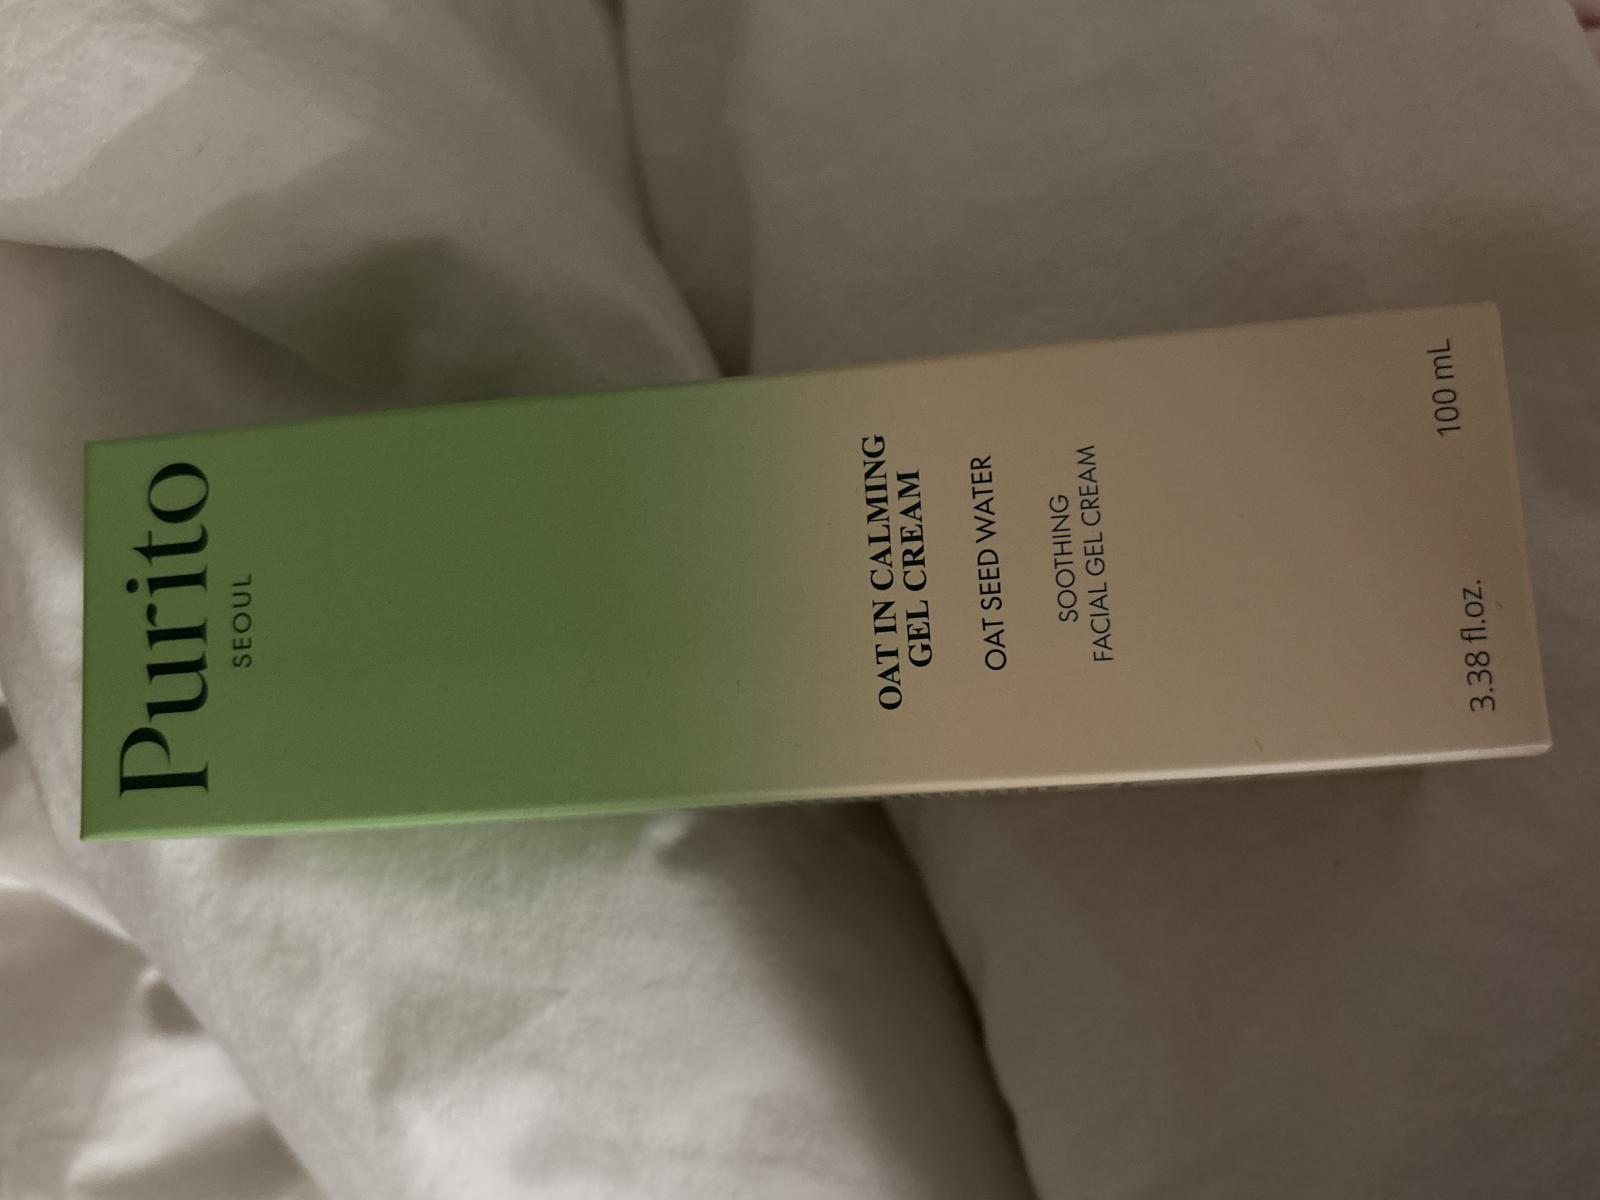 Purito
SEOUL
OAT IN CALMING
GEL CREAM
OAT SEED WATER
SOOTHING
FACIAL GEL CREAM
3.38 fl.oz.
100 mL